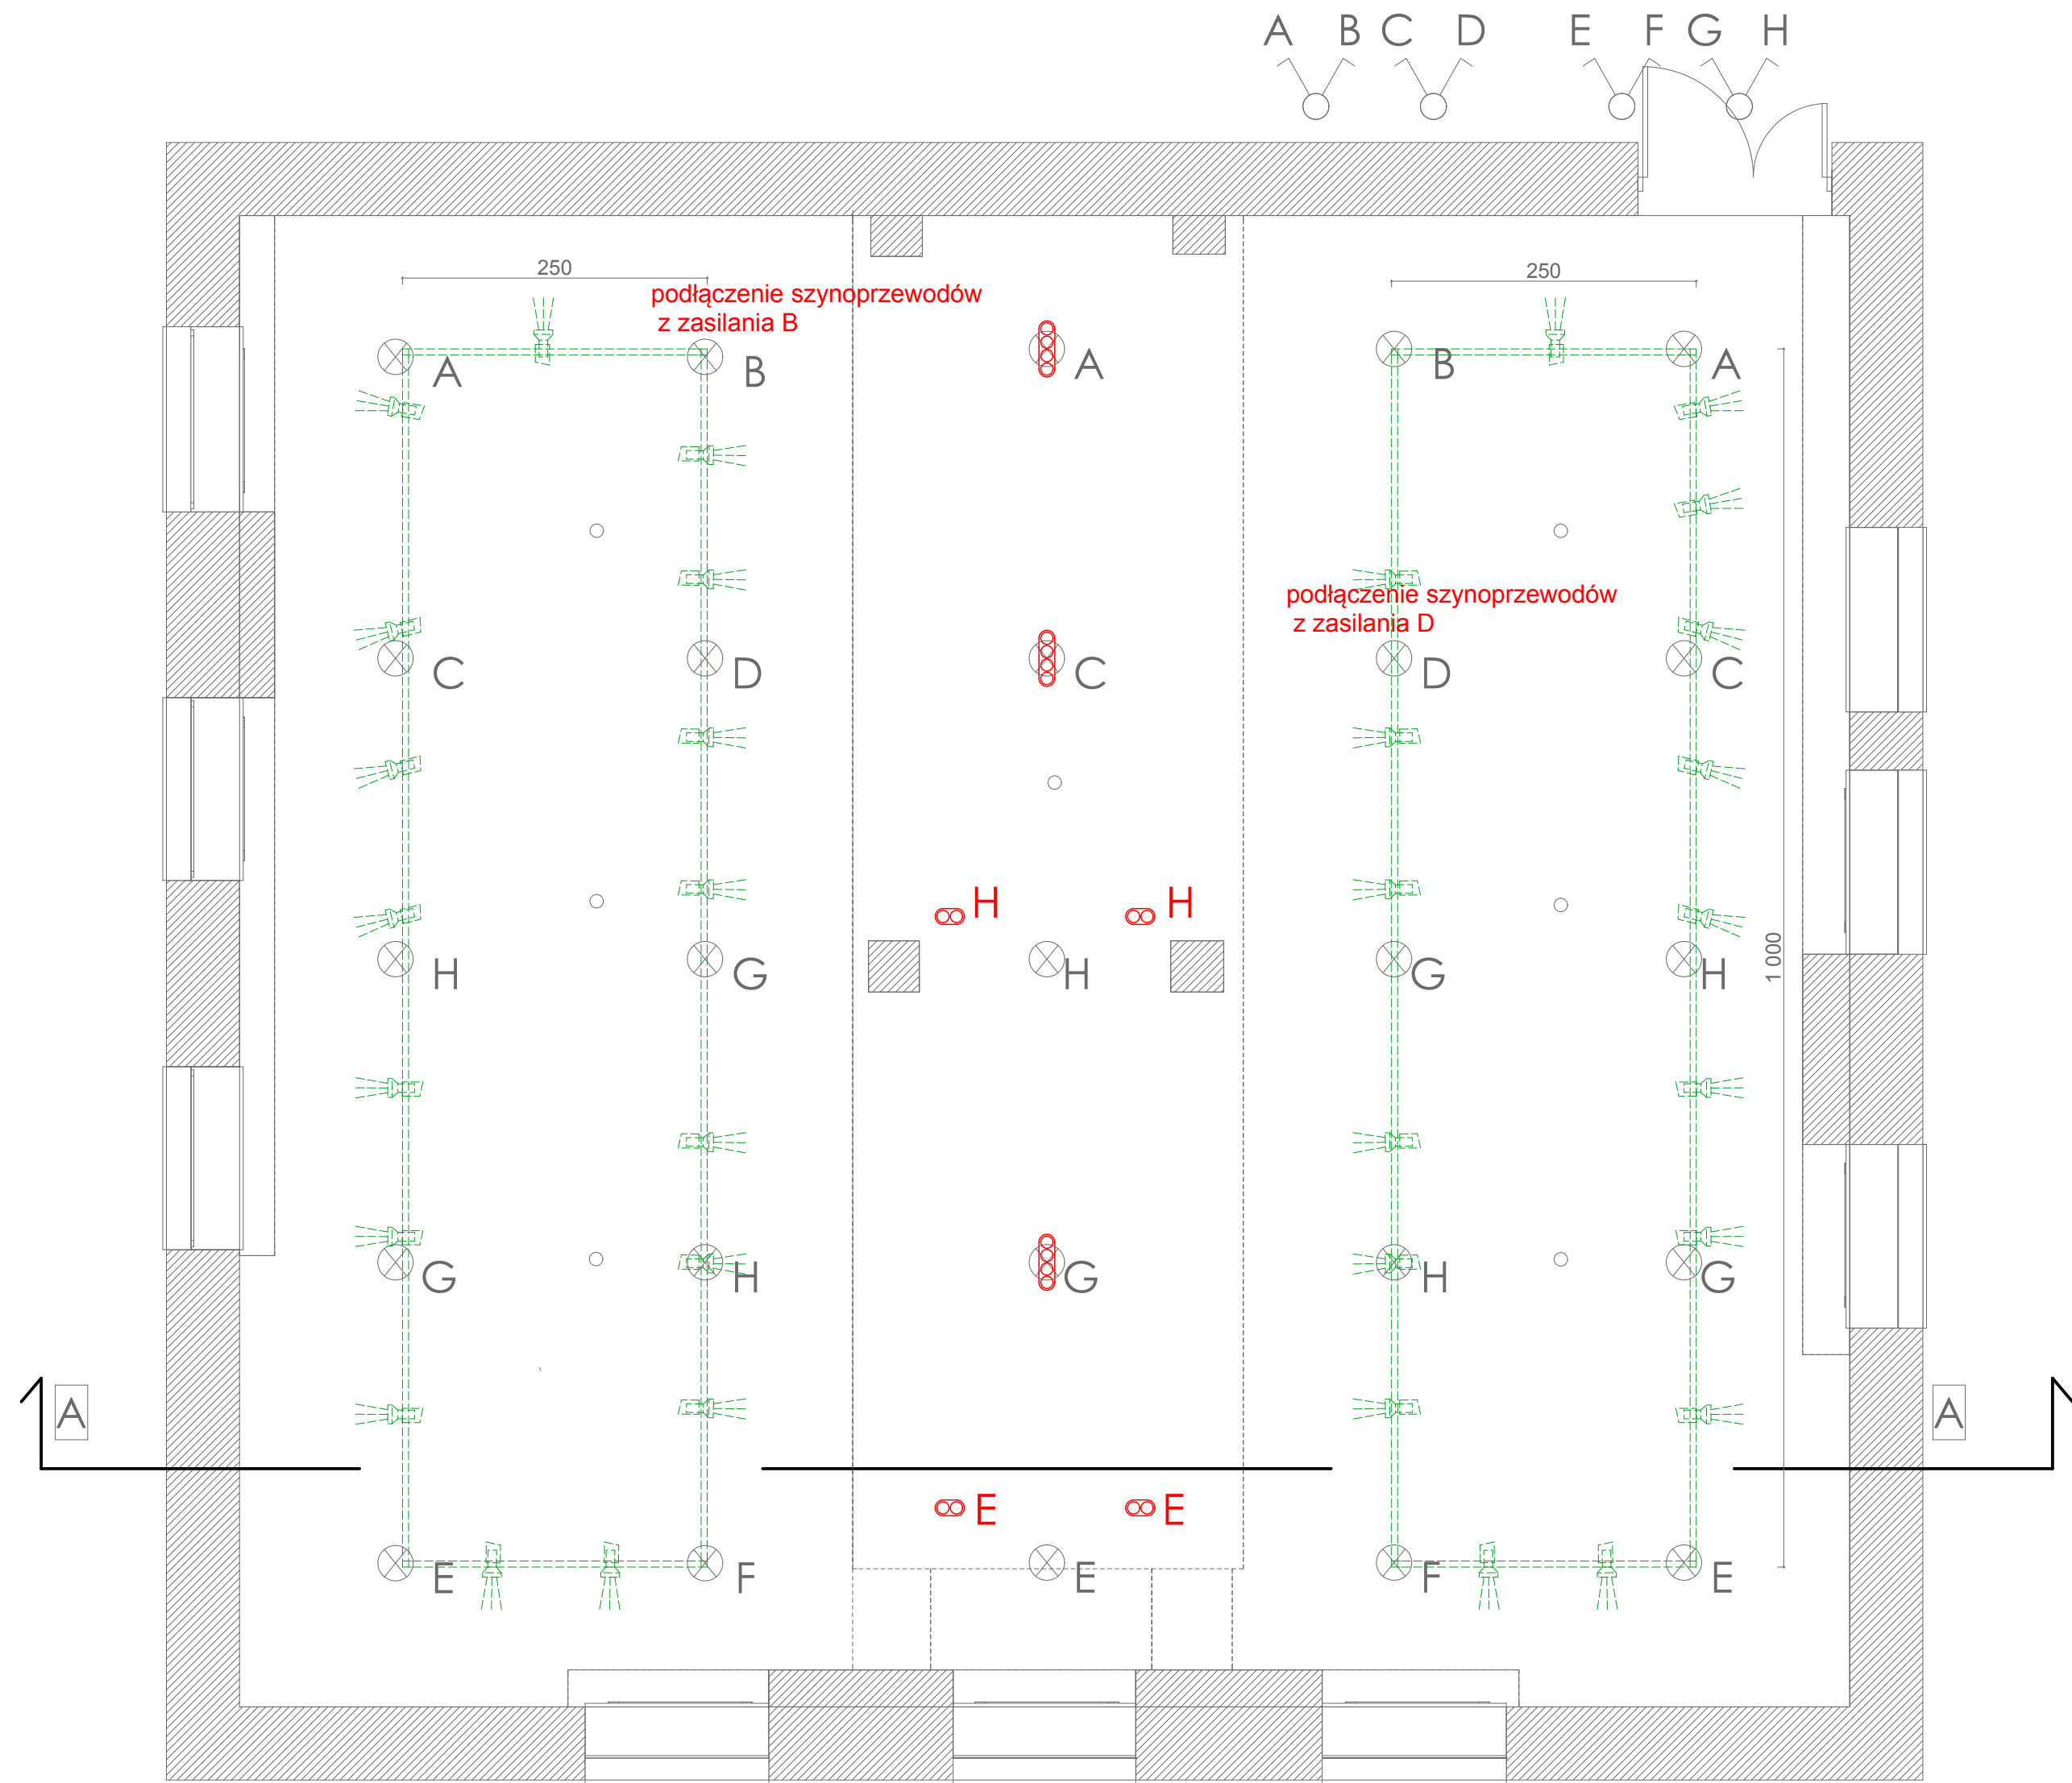 A B C D E F G H
250 250
podłączenie szynoprzewodów
z zasilania B
A B A B A
podłączenie szynoprzewodów
z zasilania D
C D C D C
H H
1 000
H G H G H
G H G H G
A A
E E
E F E F E